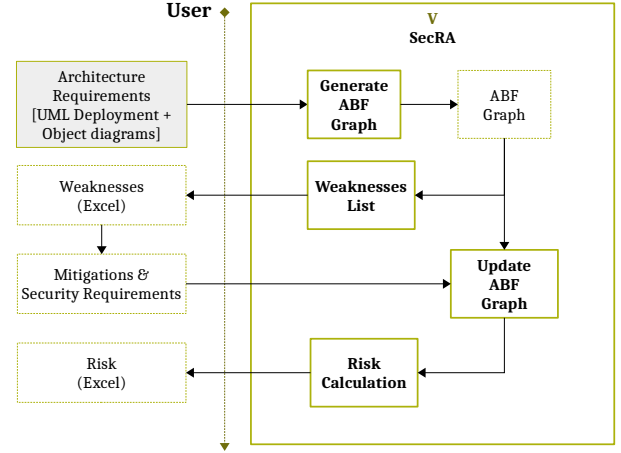 User
V
SecRA
Architecture
Requirements
[UML Deployment +
Object diagrams]
Generate
ABF
Graph
ABF
Graph
Weaknesses
(Excel)
Weaknesses
List
Mitigations &
Security Requirements
Update
ABF
Graph
Risk
(Excel)
Risk
Calculation